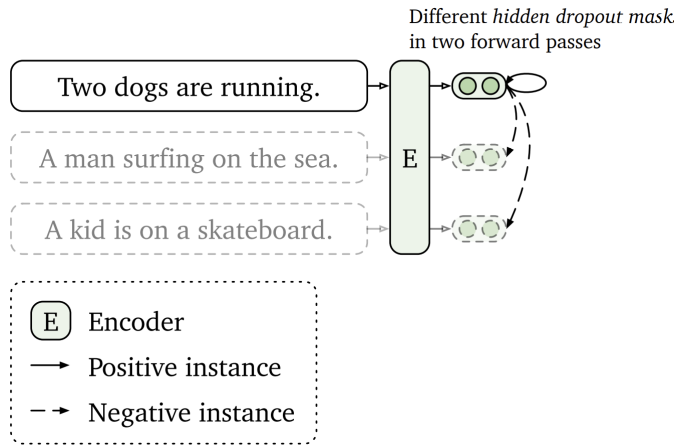 Different hidden dropout mask
in two forward passes
Two dogs are running.
A man surfing on the sea.
E
A kid is on a skateboard.
E Encoder
Positive instance
Negative instance